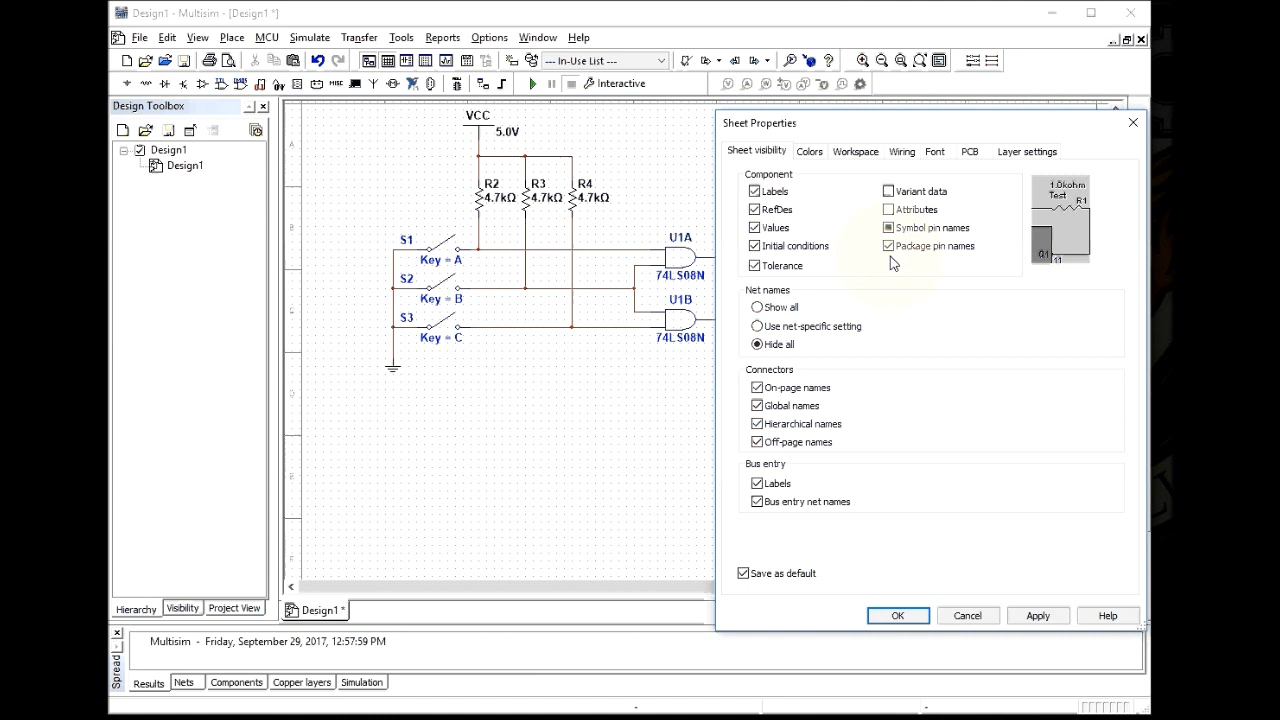 Design1 - Multisim - [Design1 *]
File Edit View Place MCU Simulate Transfer Tools Reports Options Window Help
--- In-Use List ---
Interactive
Design Toolbox
Design1
Design1
VCC
5.0V
R2 R3 R4
4.7kΩ 4.7kΩ 4.7kΩ
S1
Key = A
S2
Key = B
S3
Key = C
U1A
74LS08N
U1B
74LS08N
Sheet Properties
Sheet visibility Colors Workspace Wiring Font PCB Layer settings
Component
Labels Variant data
RefDes Attributes
Values Symbol pin names
Initial conditions Package pin names
Tolerance
1.0kohm
Test
R1
Q1
11
Net names
Show all
Use net-specific setting
Hide all
Connectors
On-page names
Global names
Hierarchical names
Off-page names
Bus entry
Labels
Bus entry net names
Save as default
OK Cancel Apply Help
Hierarchy Visibility Project View
Design1 *
Multisim - Friday, September 29, 2017, 12:57:59 PM
Spread
Results Nets Components Copper layers Simulation